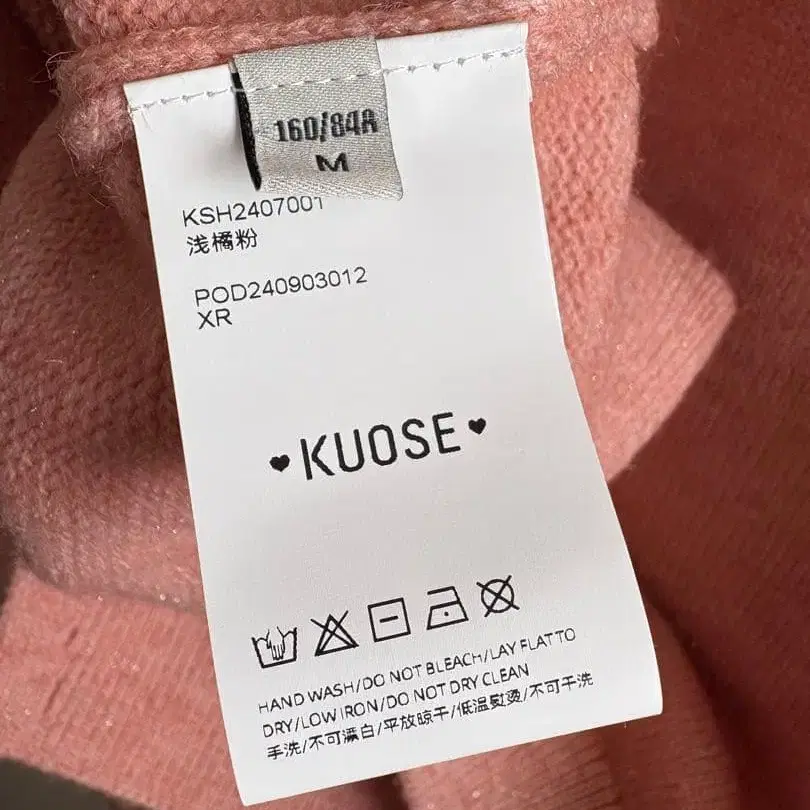 160/84A
M
KSH2407001
浅橘粉
POD240903012
XR
♥KUOSE♥
HAND WASH/DO NOT BLEACH/LAY FLAT TO
DRY/LOW IRON/DO NOT DRY CLEAN
手洗/不可漂白/平放晾干/低温熨烫/不可干洗